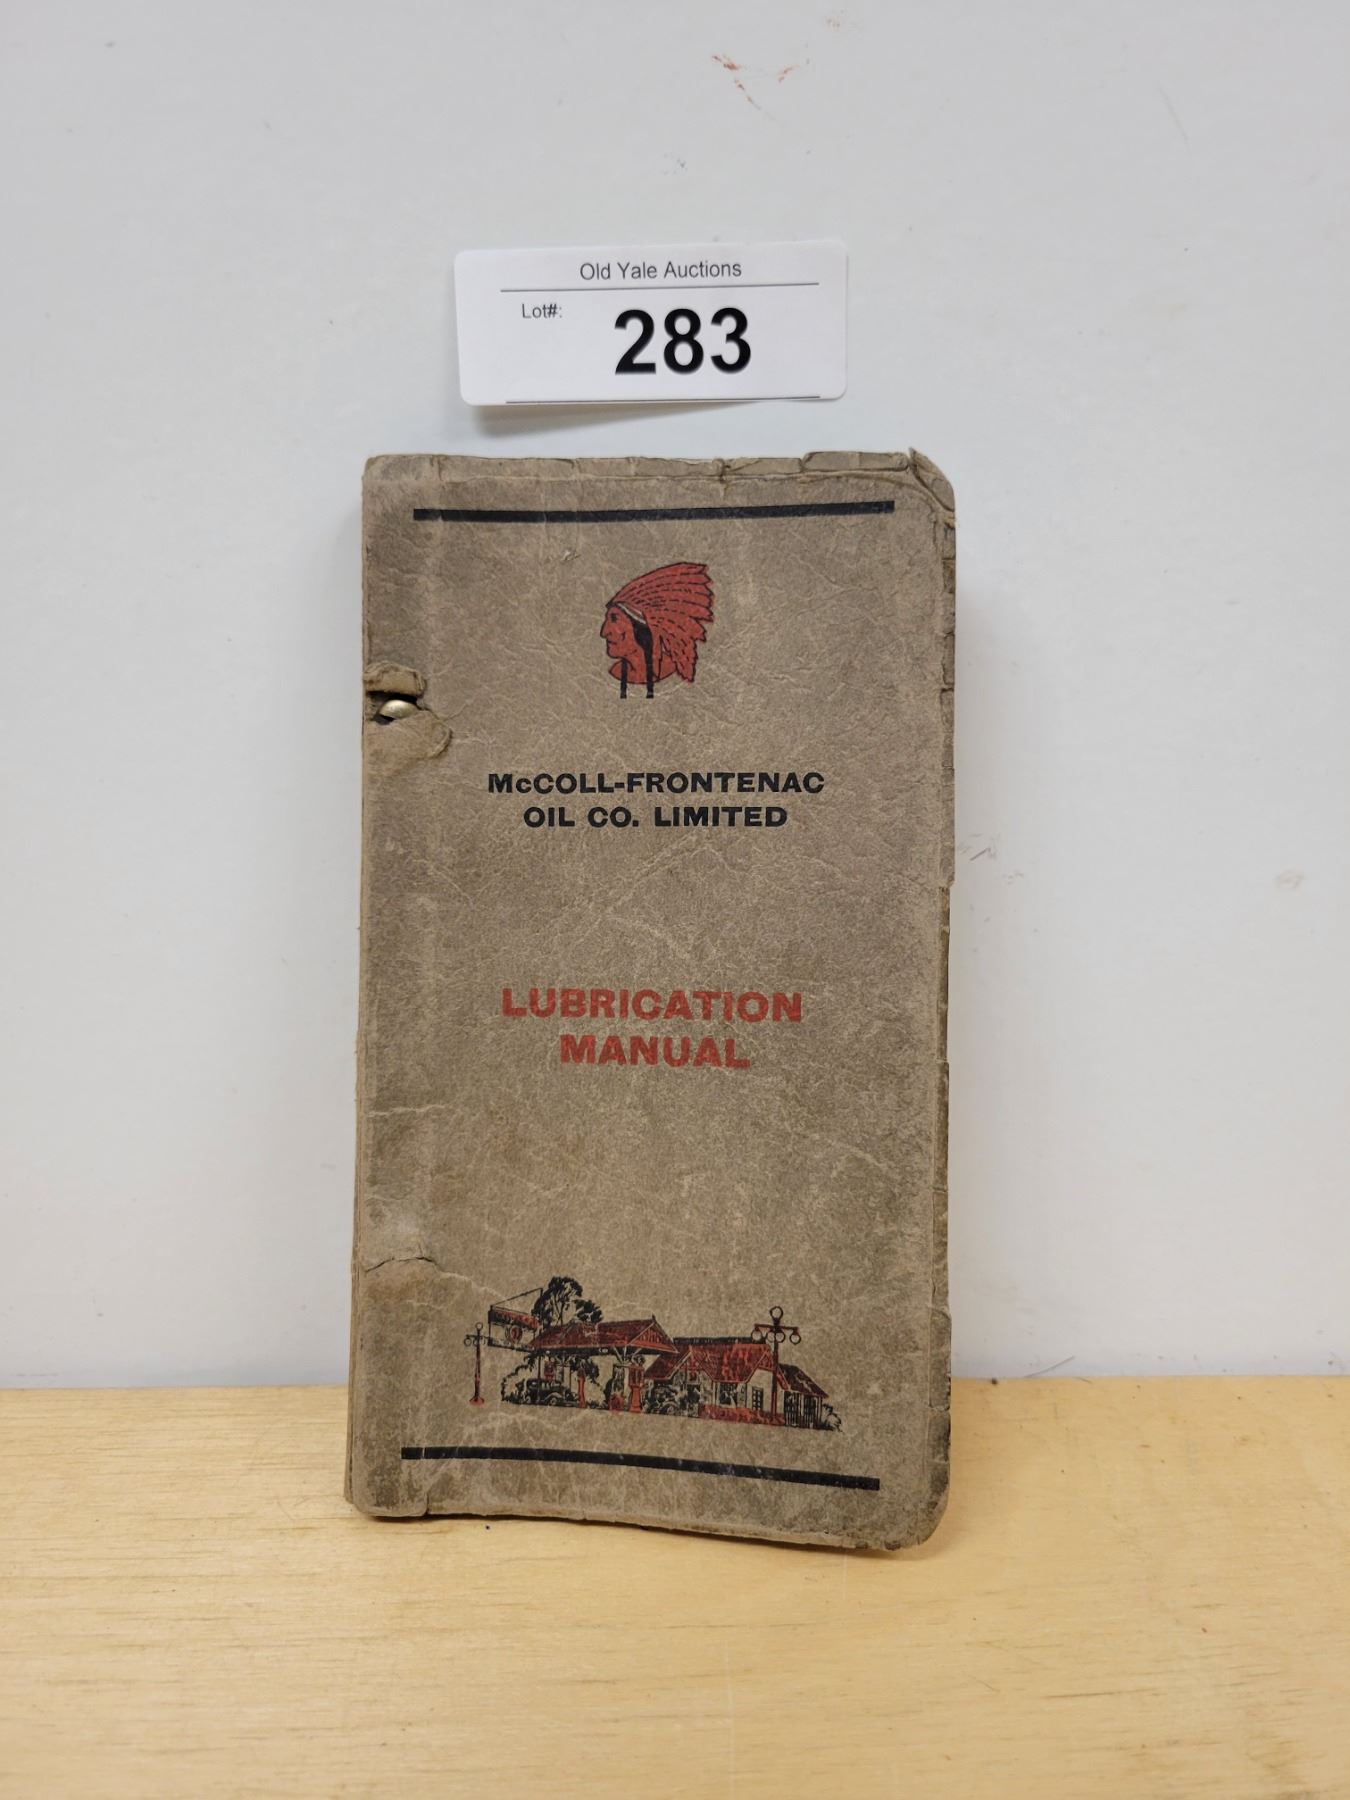 Old Yale Auctions
Lot#:
283
McCOLL-FRONTENAC
OIL CO. LIMITED
LUBRICATION
MANUAL